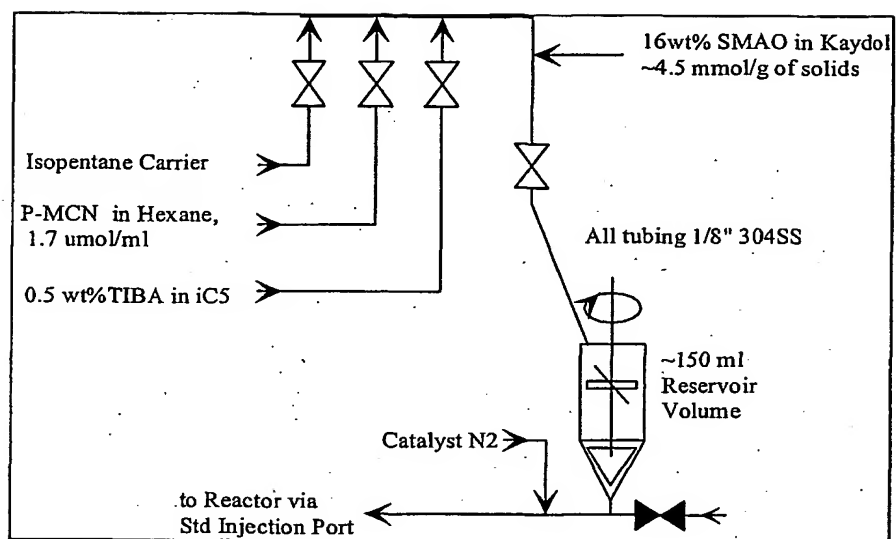 16wt% SMAO in Kaydol
~4.5 mmol/g of solids
Isopentane Carrier
P-MCN in Hexane,
1.7 umol/ml
All tubing 1/8" 304SS
0.5 wt%TIBA in iC5
~150 ml
Reservoir
Volume
Catalyst N2
to Reactor via
Std Injection Port